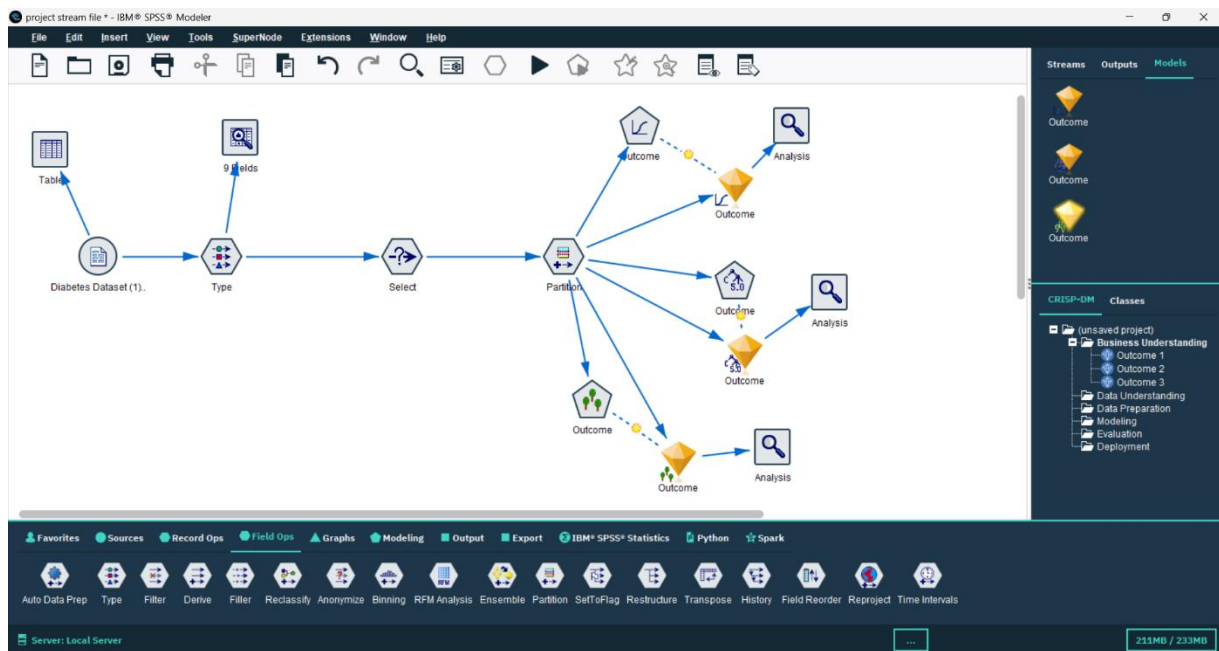 project stream file * - IBM® SPSS® Modeler
File Edit Insert View Tools SuperNode Extensions Window Help
Streams Outputs Models
Outcome
Outcome
Outcome
Table
9 Fields
Diabetes Dataset (1)..
Type
Select
Partition
Outcome
Analysis
Outcome
C 5.0
Outcome
Analysis
C 5.0
Outcome
Outcome
Analysis
Outcome
CRISP-DM Classes
(unsaved project)
Business Understanding
Outcome 1
Outcome 2
Outcome 3
Data Understanding
Data Preparation
Modeling
Evaluation
Deployment
Favorites Sources Record Ops Field Ops Graphs Modeling Output Export IBM® SPSS® Statistics Python Spark
RFM
Auto Data Prep Type Filter Derive Filler Reclassify Anonymize Binning RFM Analysis Ensemble Partition SetToFlag Restructure Transpose History Field Reorder Reproject Time Intervals
Server: Local Server ... 211MB / 233MB